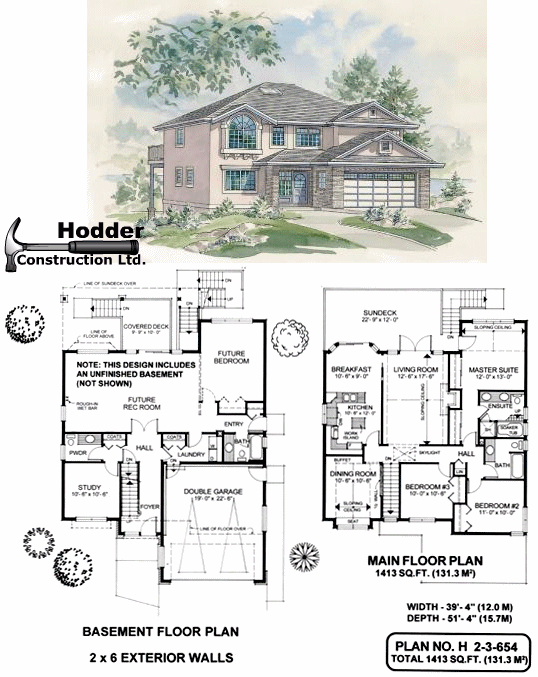 Hodder
Construction Ltd.
LINE OF SUNDECK OVER
DN
UP
LINE OF
FLOOR ABOVE
COVERED DECK
9'- 9" x 10'- 0"
DN
FUTURE
BEDROOM
NOTE: THIS DESIGN INCLUDES
AN UNFINISHED BASEMENT
(NOT SHOWN)
ROUGH-IN
WET BAR
FUTURE
REC ROOM
ENTRY
COATS
COATS
HALL
BATH
PWDR
DN
LAUNDRY
STUDY
10'- 6" x 10'- 6"
DN
FOYER
DOUBLE GARAGE
19'- 0" x 22'- 6"
LINE OF FLOOR OVER
BASEMENT FLOOR PLAN
2 x 6 EXTERIOR WALLS
SUNDECK
22'- 9" x 12'- 0"
DN
SLOPING CEILING
BREAKFAST
10'- 6" x 9'- 0"
LIVING ROOM
12'- 6" x 17'- 6"
MASTER SUITE
12'- 0" x 13'- 0"
SLOPING CEILING
KITCHEN
10'- 8" x 12'- 0"
WORK
ISLAND
ENSUITE
UP
SOAKER
TUB
SKYLIGHT
HALL
BUFFET
DINING ROOM
10'- 6" x 10'- 6"
DN
BATH
SLOPING
CEILING
SEAT
BEDROOM #3
10'- 0" x 10'- 6"
BEDROOM #2
11'- 0" x 10'- 0"
MAIN FLOOR PLAN
1413 SQ.FT. (131.3 M²)
WIDTH - 39'- 4" (12.0 M)
DEPTH - 51'- 4" (15.7M)
PLAN NO. H 2-3-654
TOTAL 1413 SQ.FT. (131.3 M²)